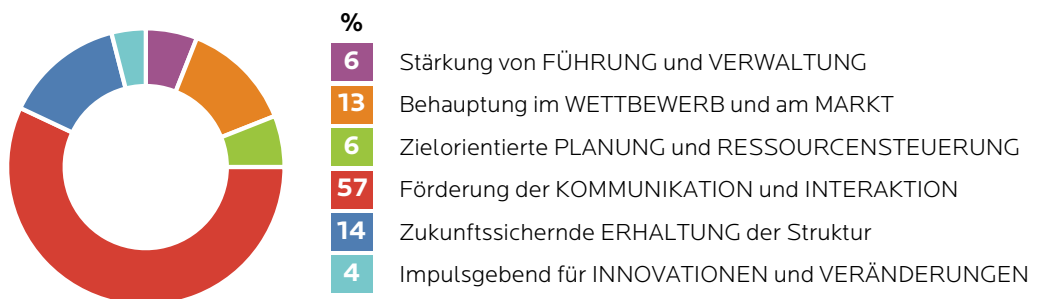 %
6 Stärkung von FÜHRUNG und VERWALTUNG
13 Behauptung im WETTBEWERB und am MARKT
6 Zielorientierte PLANUNG und RESSOURCENSTEUERUNG
57 Förderung der KOMMUNIKATION und INTERAKTION
14 Zukunftssichernde ERHALTUNG der Struktur
4 Impulsgebend für INNOVATIONEN und VERÄNDERUNGEN